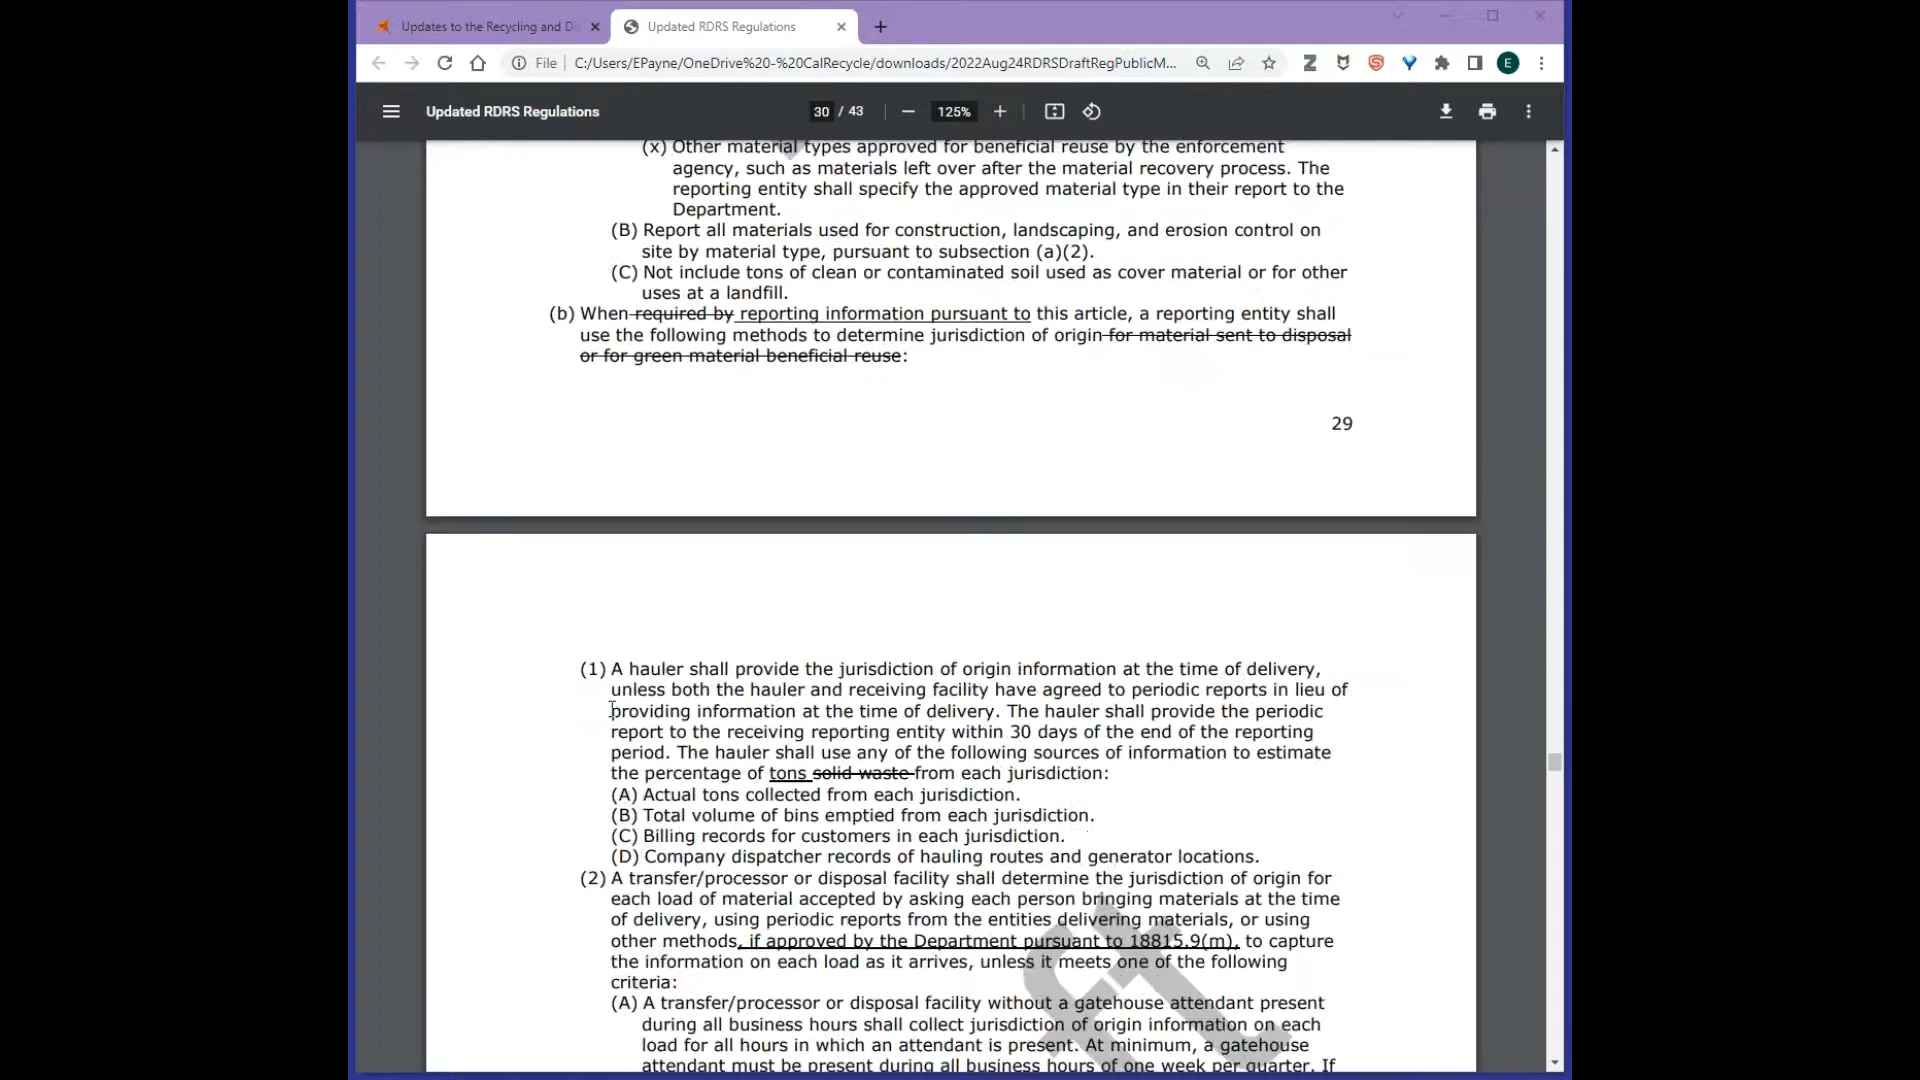 Updates to the Recycling and Di
Updated RDRS Regulations
File
C:/Users/EPayne/OneDrive%20-%20CalRecycle/downloads/2022Aug24RDRSDraftRegPublicM...
E
Updated RDRS Regulations
30 / 43
125%
(x) Other material types approved for beneficial reuse by the enforcement
agency, such as materials left over after the material recovery process. The
reporting entity shall specify the approved material type in their report to the
Department.
(B) Report all materials used for construction, landscaping, and erosion control on
site by material type, pursuant to subsection (a)(2).
(C) Not include tons of clean or contaminated soil used as cover material or for other
uses at a landfill.
(b) When required by reporting information pursuant to this article, a reporting entity shall
use the following methods to determine jurisdiction of origin for material sent to disposal
or for green material beneficial reuse:
29
(1) A hauler shall provide the jurisdiction of origin information at the time of delivery,
unless both the hauler and receiving facility have agreed to periodic reports in lieu of
providing information at the time of delivery. The hauler shall provide the periodic
report to the receiving reporting entity within 30 days of the end of the reporting
period. The hauler shall use any of the following sources of information to estimate
the percentage of tons solid waste from each jurisdiction:
(A) Actual tons collected from each jurisdiction.
(B) Total volume of bins emptied from each jurisdiction.
(C) Billing records for customers in each jurisdiction.
(D) Company dispatcher records of hauling routes and generator locations.
(2) A transfer/processor or disposal facility shall determine the jurisdiction of origin for
each load of material accepted by asking each person bringing materials at the time
of delivery, using periodic reports from the entities delivering materials, or using
other methods, if approved by the Department pursuant to 18815.9(m), to capture
the information on each load as it arrives, unless it meets one of the following
criteria:
(A) A transfer/processor or disposal facility without a gatehouse attendant present
during all business hours shall collect jurisdiction of origin information on each
load for all hours in which an attendant is present. At minimum, a gatehouse
attendant must be present during all business hours of one week per quarter. If
ft